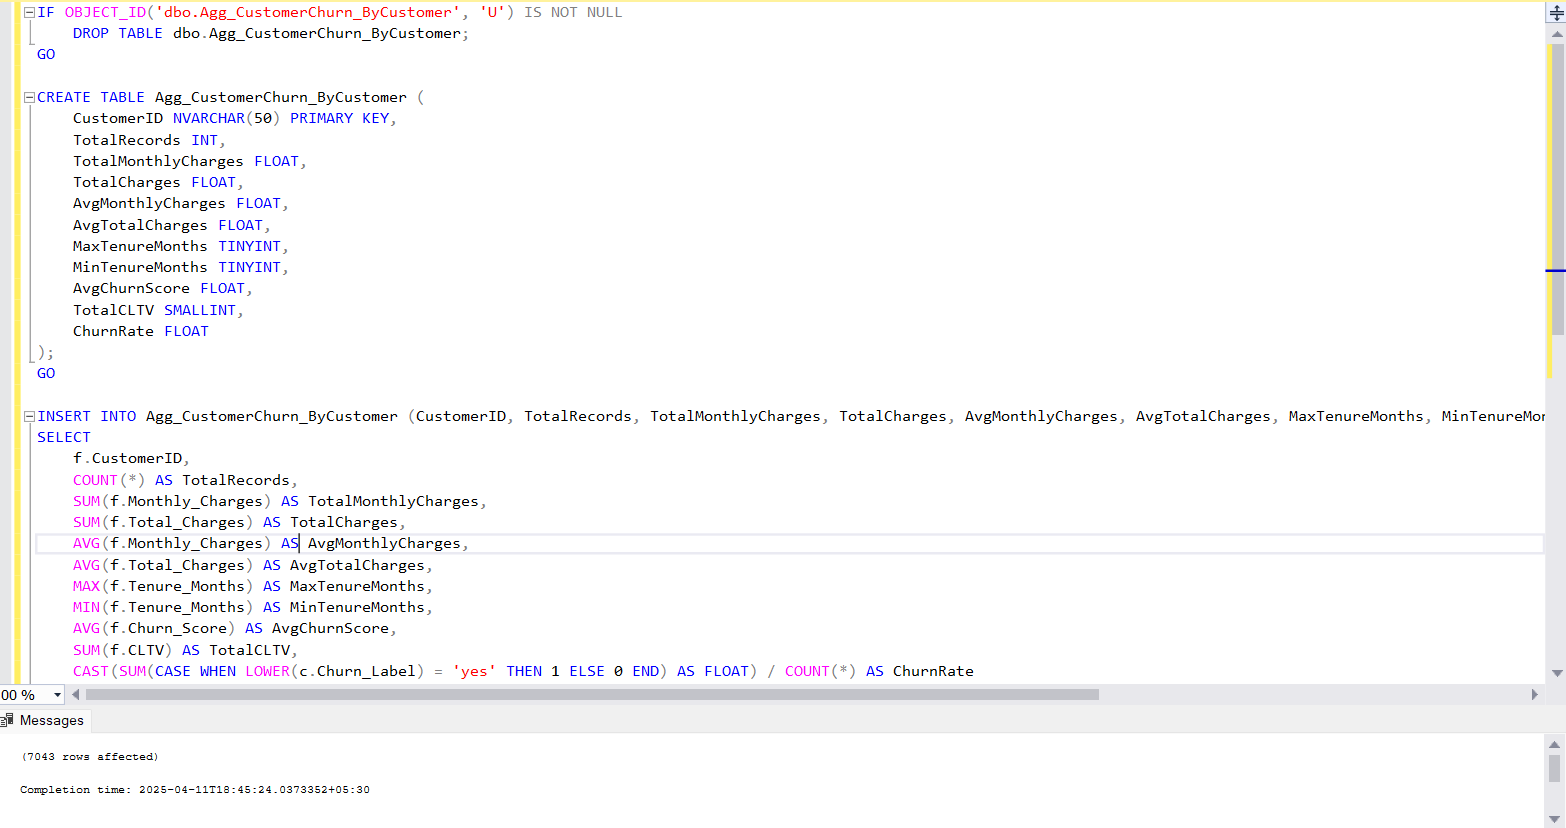 IF OBJECT_ID('dbo.Agg_CustomerChurn_ByCustomer', 'U') IS NOT NULL
    DROP TABLE dbo.Agg_CustomerChurn_ByCustomer;
GO
CREATE TABLE Agg_CustomerChurn_ByCustomer (
    CustomerID NVARCHAR(50) PRIMARY KEY,
    TotalRecords INT,
    TotalMonthlyCharges FLOAT,
    TotalCharges FLOAT,
    AvgMonthlyCharges FLOAT,
    AvgTotalCharges FLOAT,
    MaxTenureMonths TINYINT,
    MinTenureMonths TINYINT,
    AvgChurnScore FLOAT,
    TotalCLTV SMALLINT,
    ChurnRate FLOAT
);
GO
INSERT INTO Agg_CustomerChurn_ByCustomer (CustomerID, TotalRecords, TotalMonthlyCharges, TotalCharges, AvgMonthlyCharges, AvgTotalCharges, MaxTenureMonths, MinTenureMon
SELECT
    f.CustomerID,
    COUNT(*) AS TotalRecords,
    SUM(f.Monthly_Charges) AS TotalMonthlyCharges,
    SUM(f.Total_Charges) AS TotalCharges,
    AVG(f.Monthly_Charges) AS AvgMonthlyCharges,
    AVG(f.Total_Charges) AS AvgTotalCharges,
    MAX(f.Tenure_Months) AS MaxTenureMonths,
    MIN(f.Tenure_Months) AS MinTenureMonths,
    AVG(f.Churn_Score) AS AvgChurnScore,
    SUM(f.CLTV) AS TotalCLTV,
    CAST(SUM(CASE WHEN LOWER(c.Churn_Label) = 'yes' THEN 1 ELSE 0 END) AS FLOAT) / COUNT(*) AS ChurnRate
00 %
Messages
(7043 rows affected)
Completion time: 2025-04-11T18:45:24.0373352+05:30